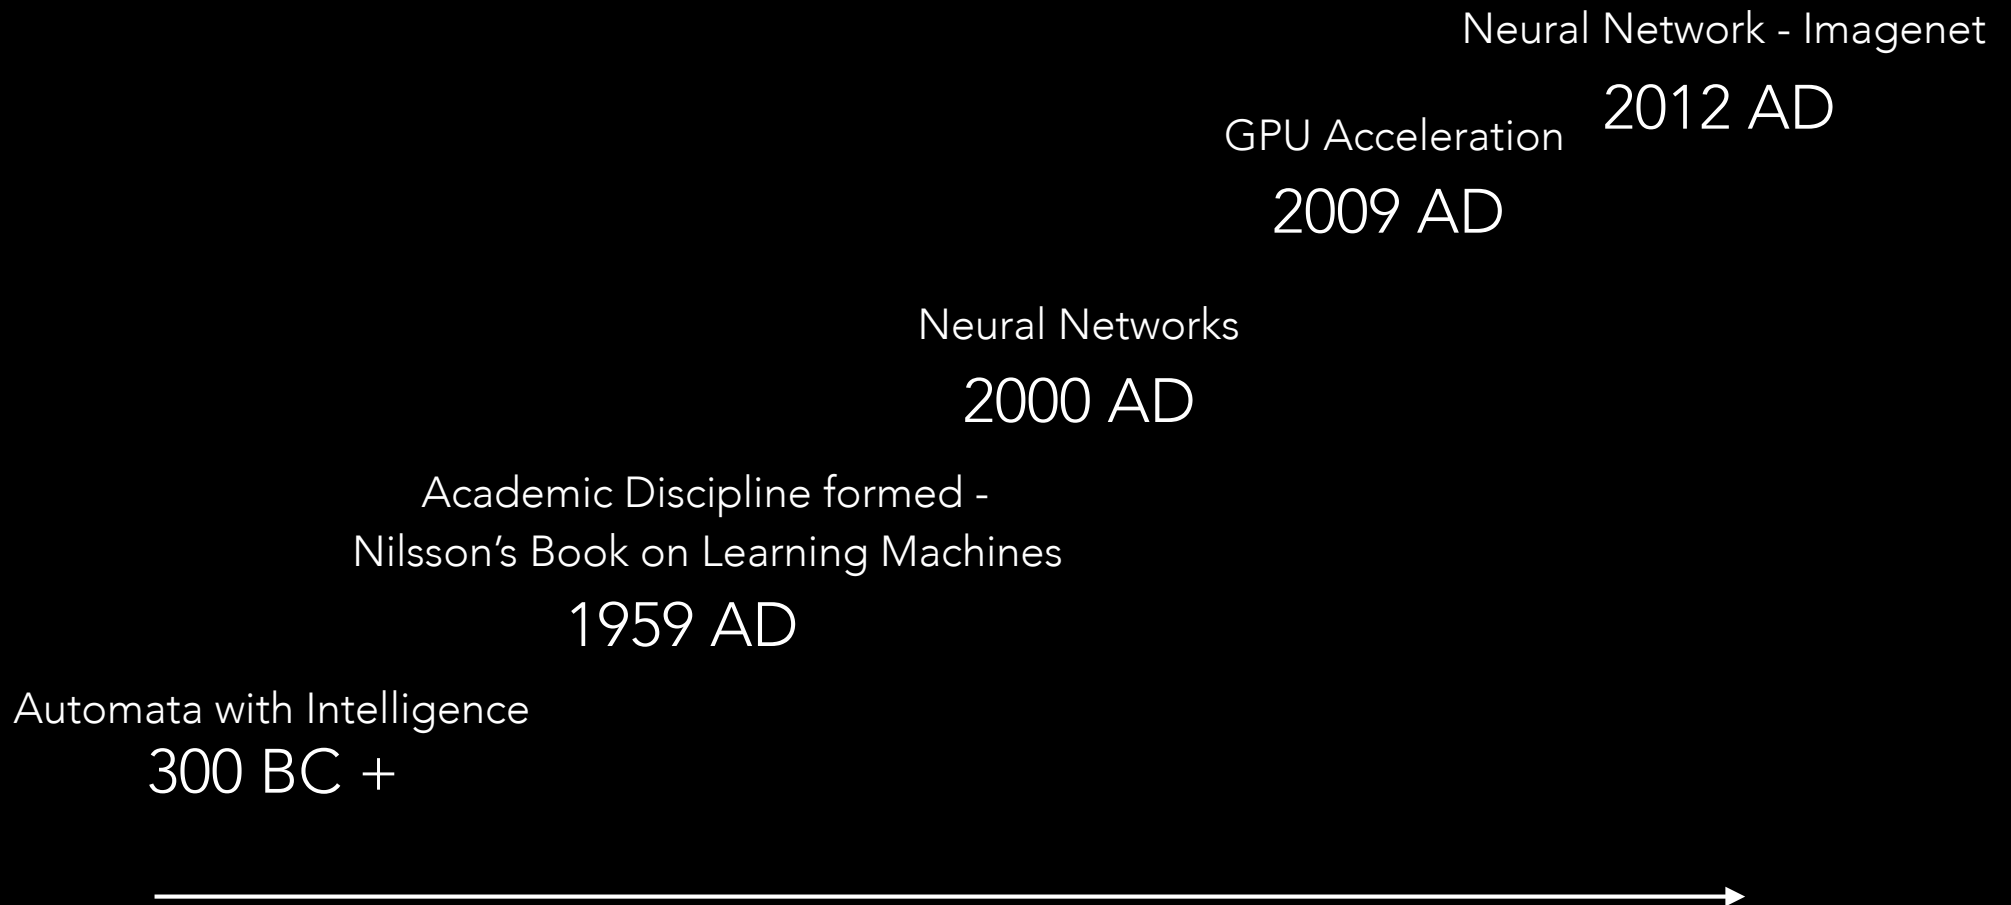 Neural Network - Imagenet
2012 AD
GPU Acceleration
2009 AD
Neural Networks
2000 AD
Academic Discipline formed -
Nilsson’s Book on Learning Machines
1959 AD
Automata with Intelligence
300 BC +